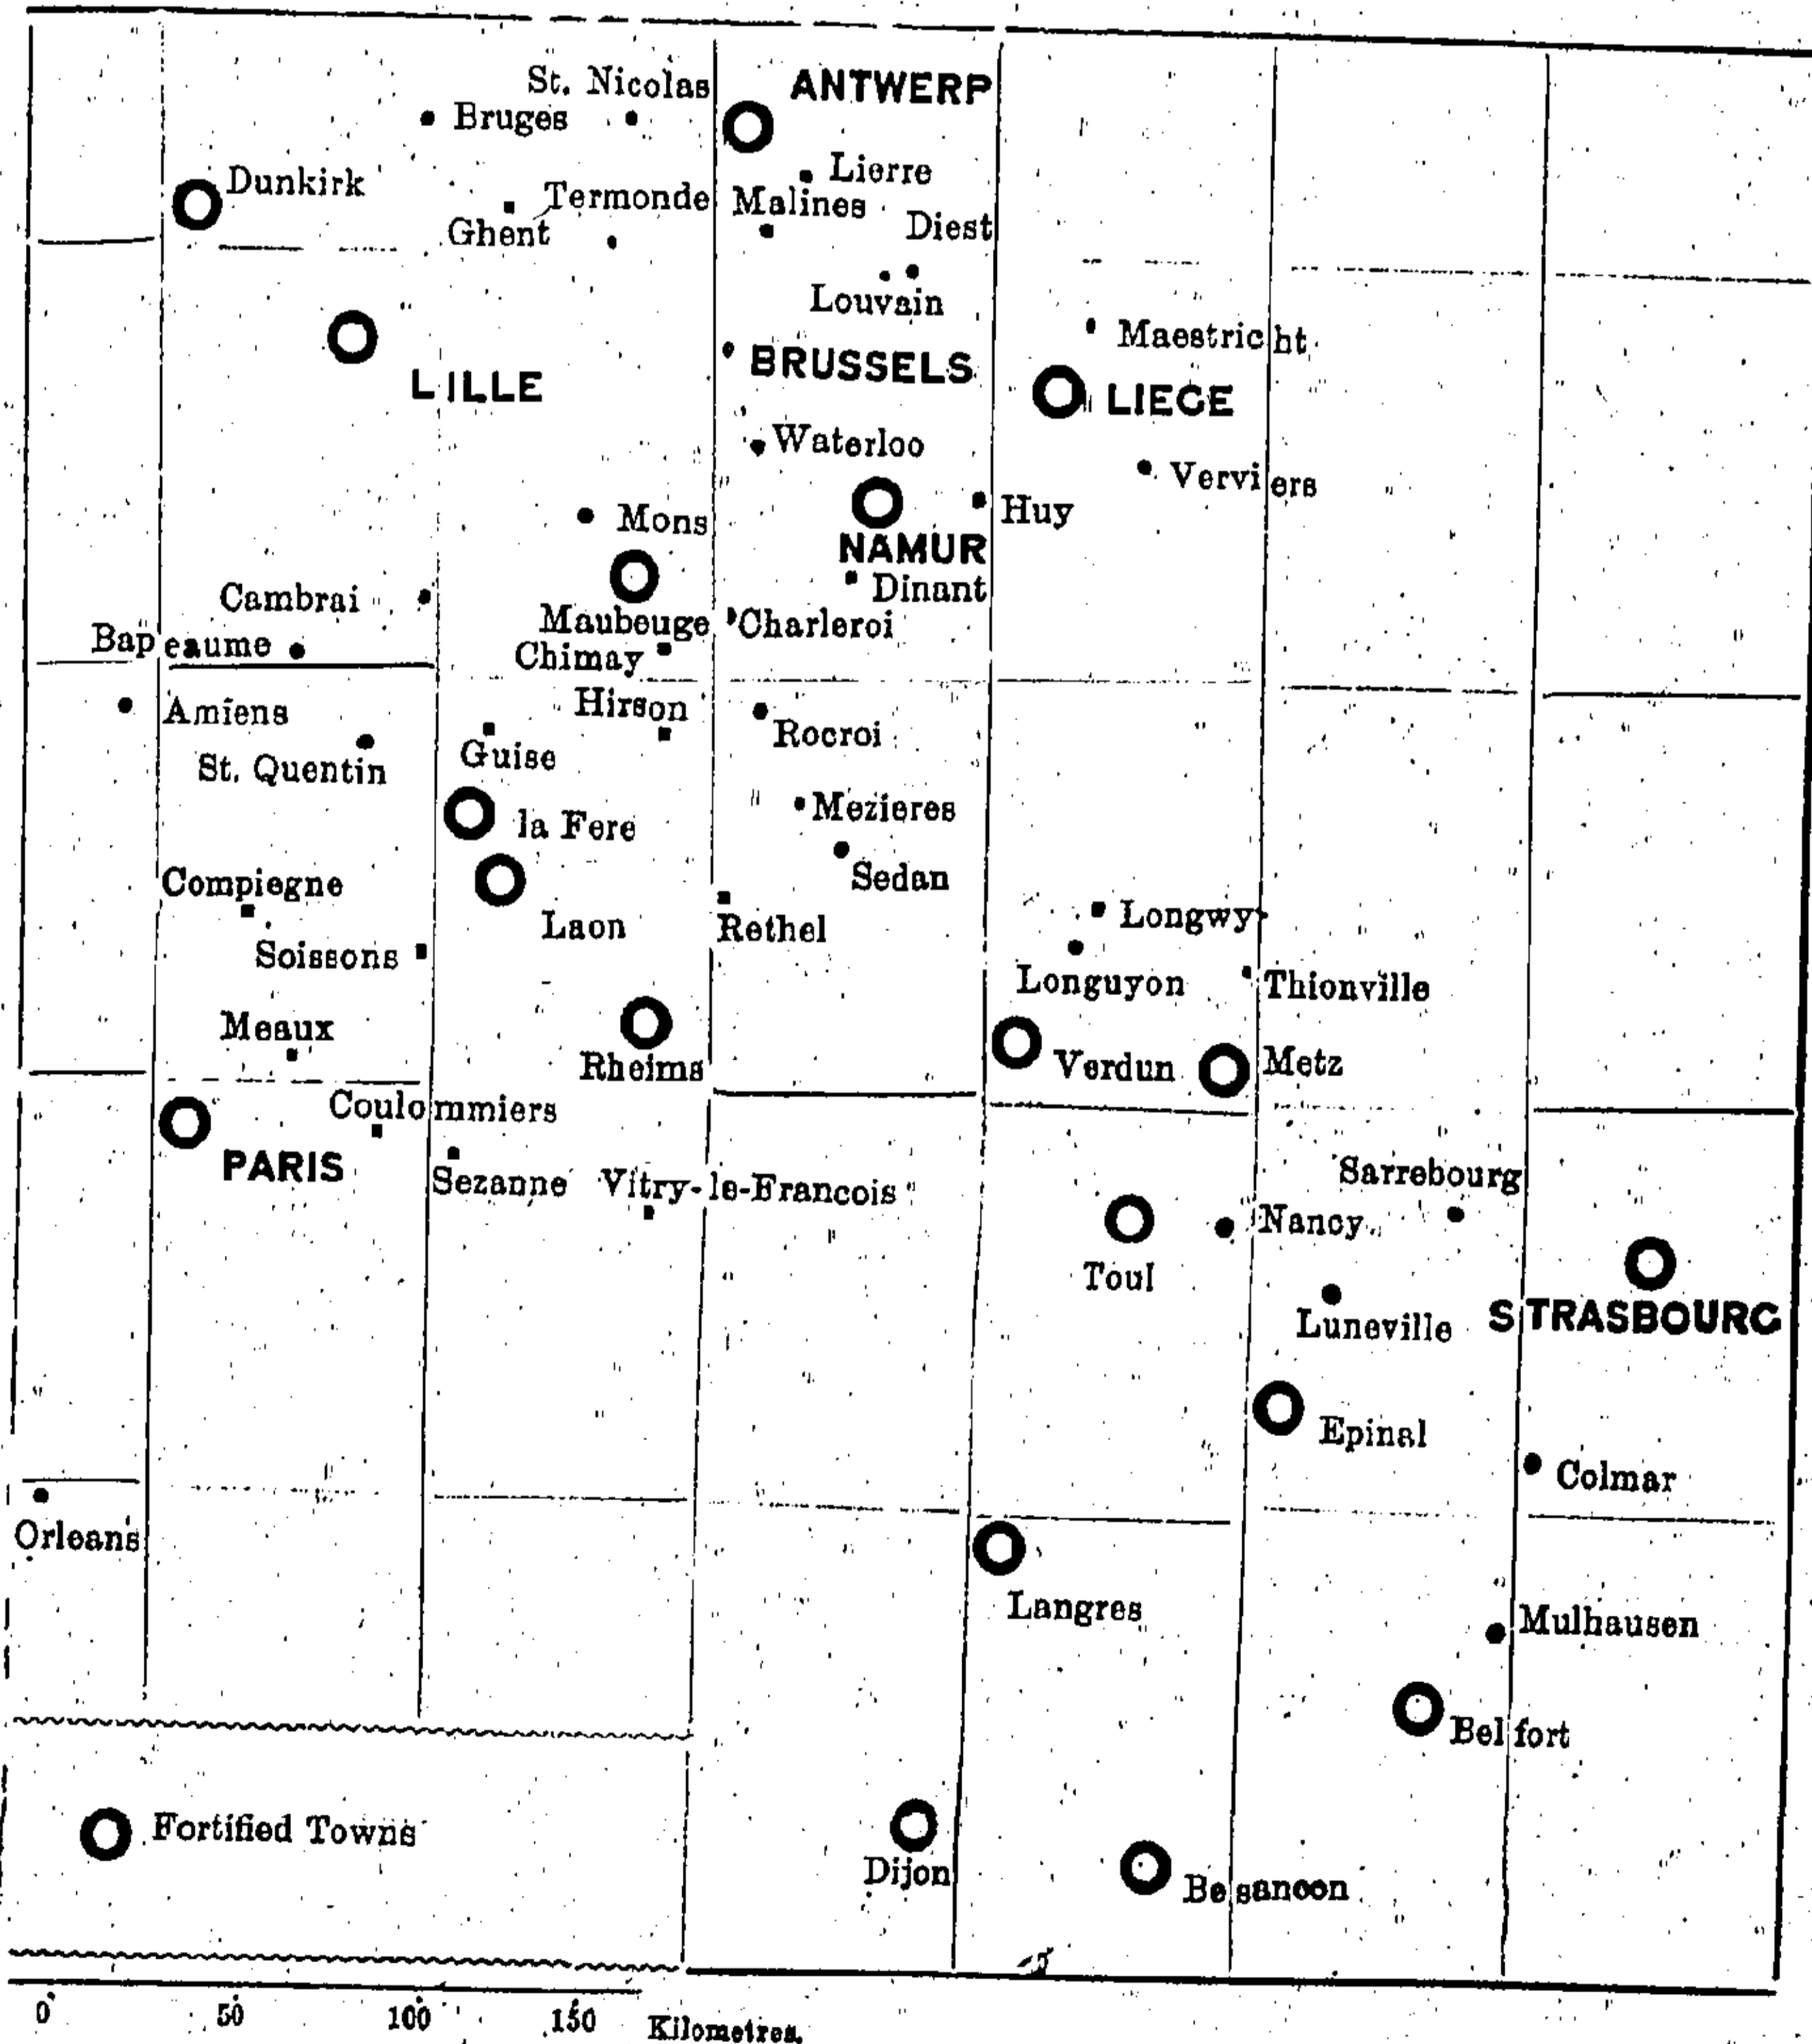 St. Nicolas
ANTWERP
Bruges
Lierre
Dunkirk
Termonde
Malines
Ghent
Diest
Louvain
Maestricht
BRUSSELS
LILLE
LIEGE
Waterloo
Verviers
Huy
Mons
NAMUR
Dinant
Cambrai
Maubeuge
Charleroi
Bapeaume
Chimay
Amiens
Hirson
Rocroi
Guise
St. Quentin
Mezieres
la Fere
Sedan
Compiegne
Longwy
Laon
Rethel
Soissons
Longuyon
Thionville
Meaux
Rheims
Verdun
Metz
Coulommiers
PARIS
Sezanne
Vitry-le-Francois
Sarrebourg
Nancy
Toul
Luneville
STRASBOURG
Epinal
Colmar
Orleans
Langres
Mulhausen
Belfort
Fortified Towns
Dijon
Besancon
0 50 100 150 Kilometres.